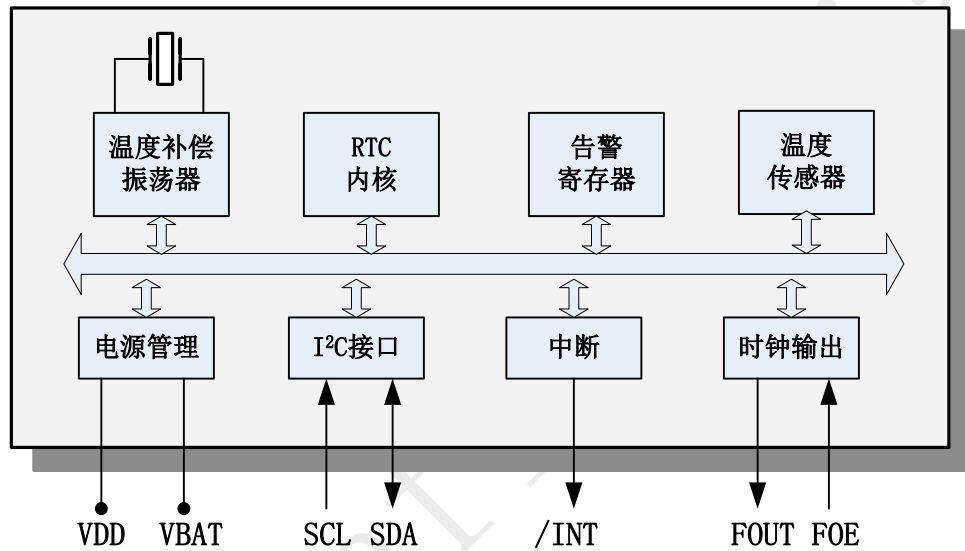 温度补偿
振荡器
RTC
内核
告警
寄存器
温度
传感器
电源管理
I²C接口
中断
时钟输出
VDD VBAT SCL SDA /INT FOUT FOE